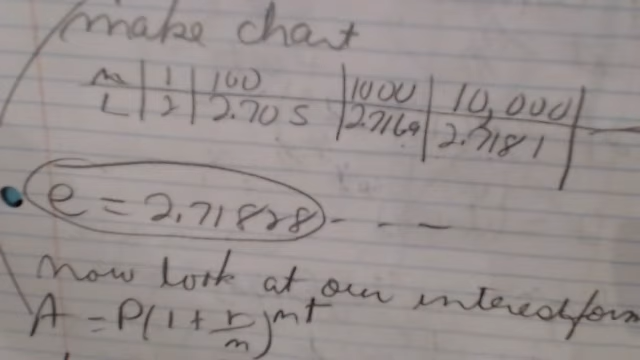 make chart
m | 1 | 100 | 1000 | 10,000 |
L | 2 | 2.705 | 2.7169 | 2.7181 |
e = 2.71828 - - —
now look at our interest form
A = P(1 + r/m)^mt